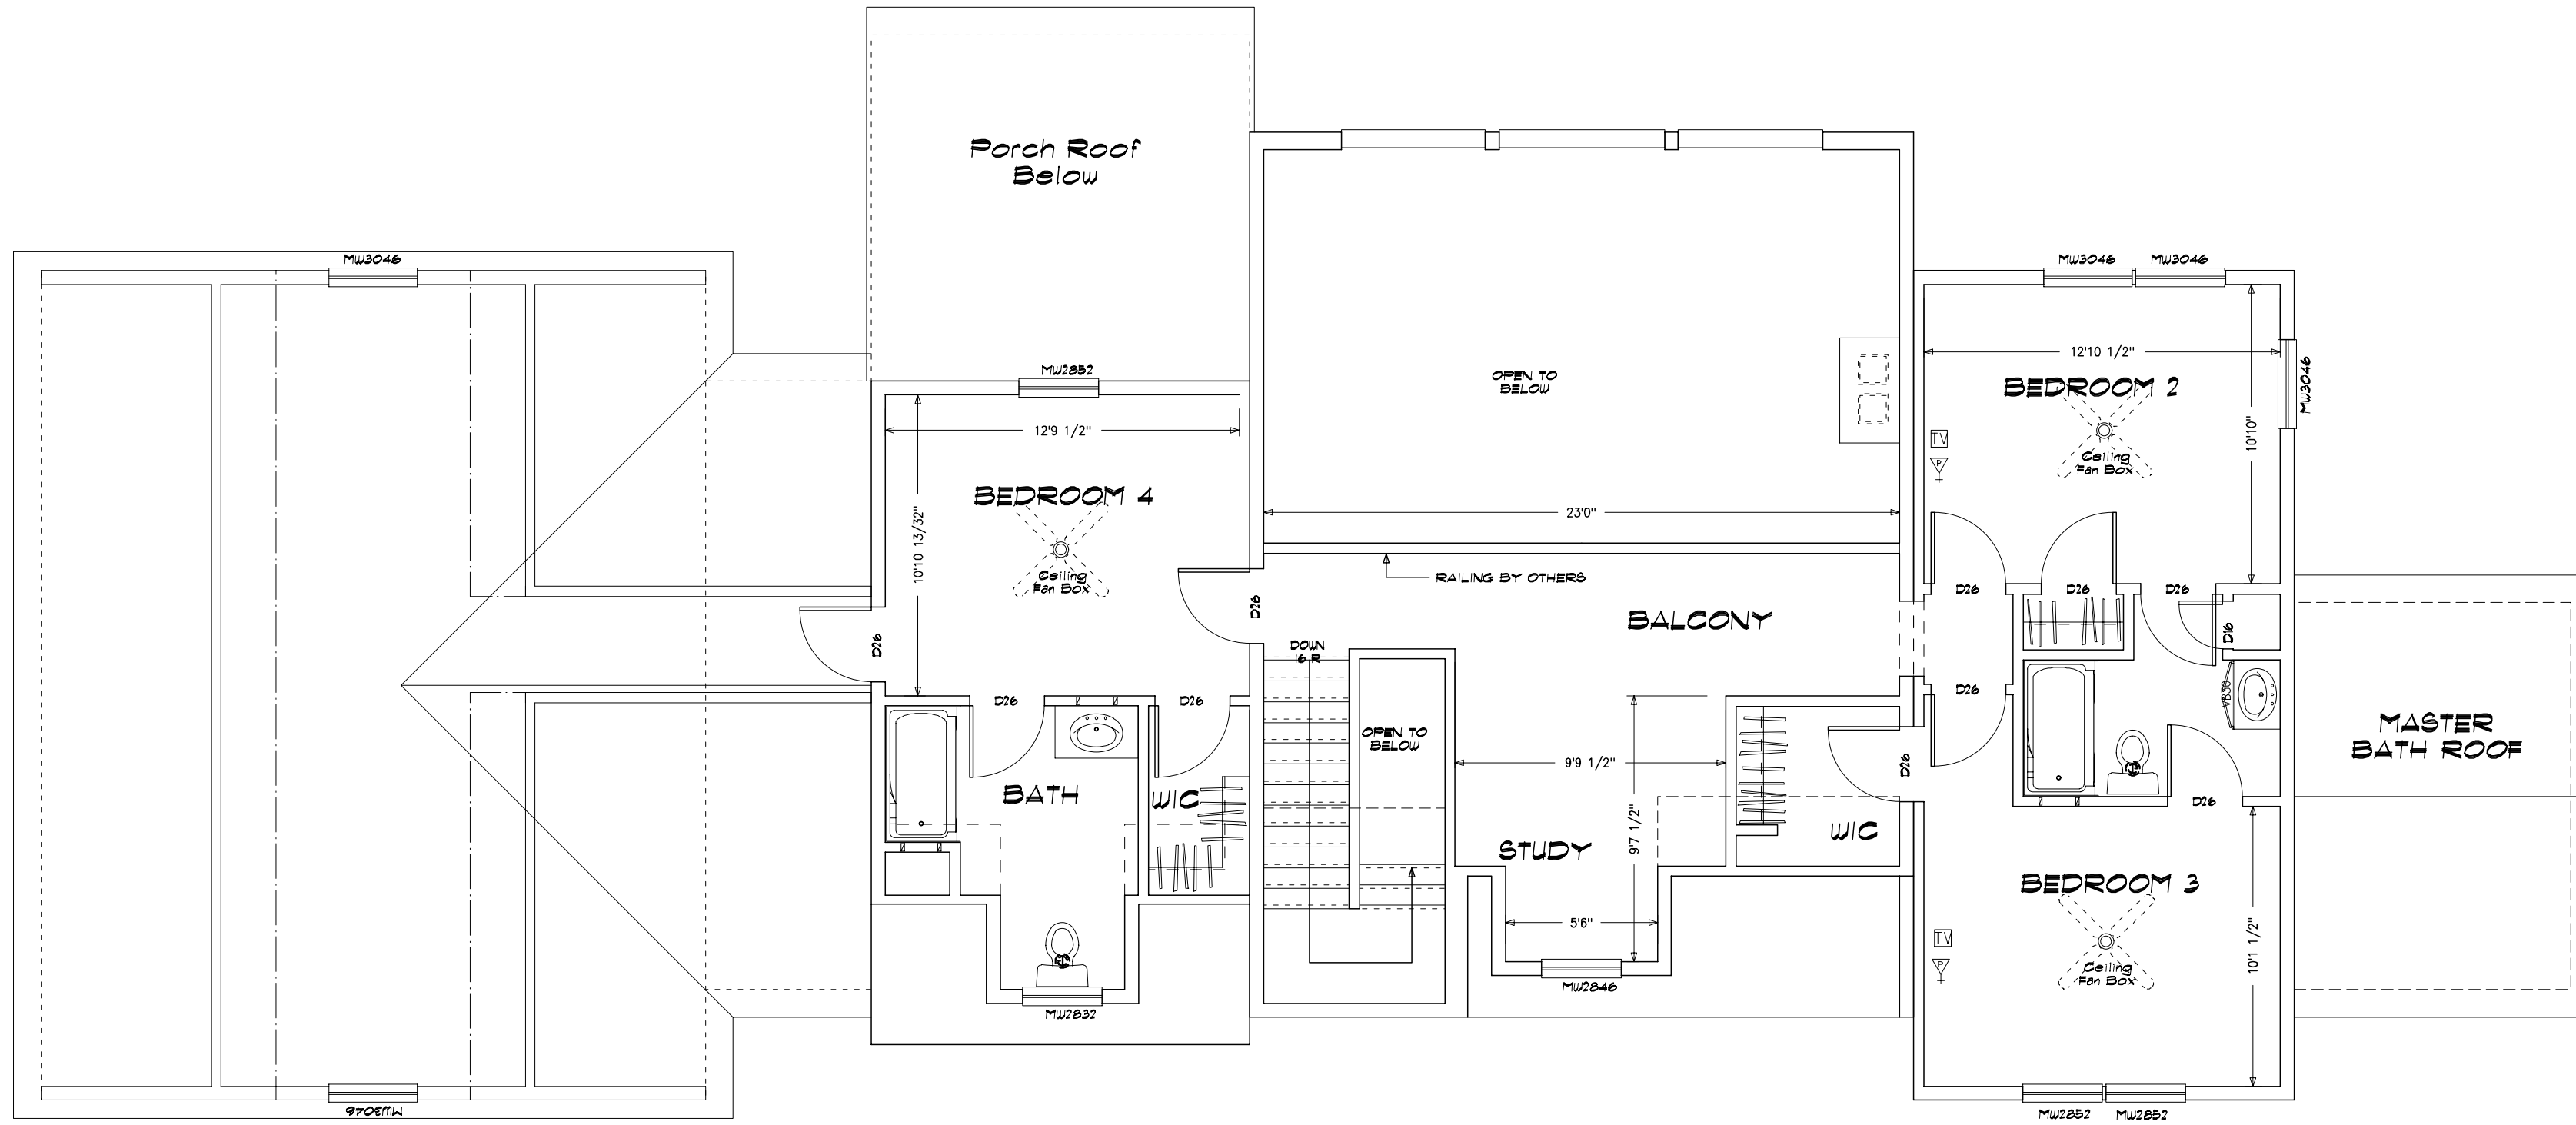 Porch Roof
Below
MW3046
MW3046
MW3046
MW2852
12'9 1/2"
BEDROOM 4
10'10 13/32"
Ceiling
Fan Box
D26
D26
D26
D26
BATH
WIC
MW2832
MW3046
OPEN TO
BELOW
23'0"
RAILING BY OTHERS
BALCONY
DOWN
16 R
OPEN TO
BELOW
9'9 1/2"
9'7 1/2"
STUDY
5'6"
MW2846
WIC
D26
12'10 1/2"
BEDROOM 2
MW3046
10'10"
TV
P
Ceiling
Fan Box
D26
D26
D26
D16
D26
VB30
D26
MASTER
BATH ROOF
BEDROOM 3
TV
P
Ceiling
Fan Box
10'1 1/2"
MW2852
MW2852